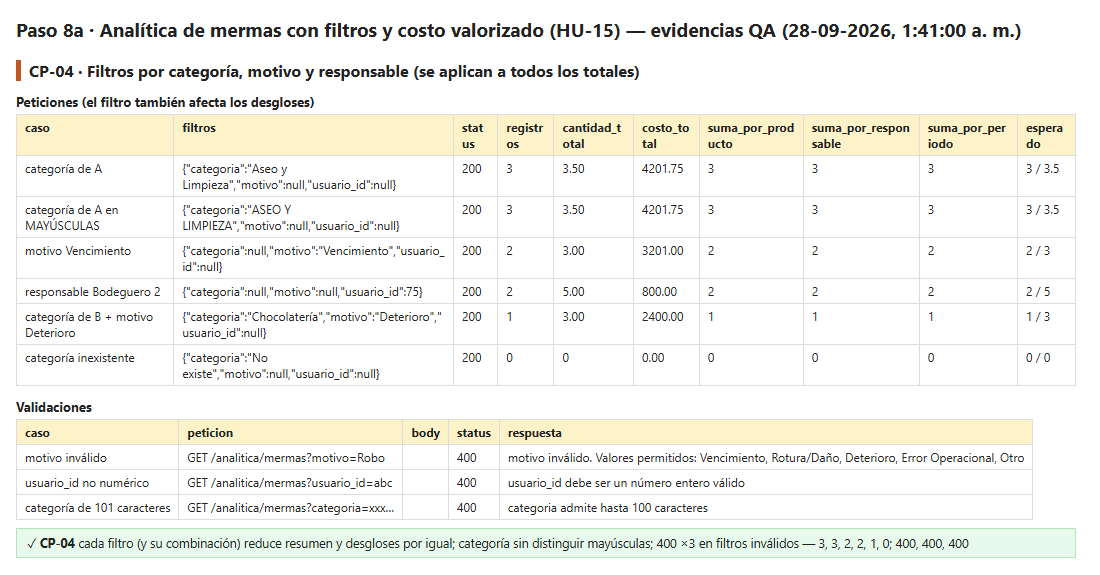 Paso 8a · Analítica de mermas con filtros y costo valorizado (HU-15) — evidencias QA (28-09-2026, 1:41:00 a. m.)
CP-04 · Filtros por categoría, motivo y responsable (se aplican a todos los totales)
Peticiones (el filtro también afecta los desgloses)
caso filtros stat registr cantidad_t costo_to suma_por_prod suma_por_respon suma_por_per espera
us os otal tal ucto sable iodo do
categoría de A {"categoria":"Aseo y 200 3 3.50 4201.75 3 3 3 3 / 3.5
Limpieza","motivo":null,"usuario_id":null}
categoría de A en {"categoria":"ASEO Y 200 3 3.50 4201.75 3 3 3 3 / 3.5
MAYÚSCULAS LIMPIEZA","motivo":null,"usuario_id":null}
motivo Vencimiento {"categoria":null,"motivo":"Vencimiento","usuario_ 200 2 3.00 3201.00 2 2 2 2 / 3
id":null}
responsable Bodeguero 2 {"categoria":null,"motivo":null,"usuario_id":75} 200 2 5.00 800.00 2 2 2 2 / 5
categoría de B + motivo {"categoria":"Chocolatería","motivo":"Deterioro"," 200 1 3.00 2400.00 1 1 1 1 / 3
Deterioro usuario_id":null}
categoría inexistente {"categoria":"No 200 0 0 0.00 0 0 0 0 / 0
existe","motivo":null,"usuario_id":null}
Validaciones
caso peticion body status respuesta
motivo inválido GET /analitica/mermas?motivo=Robo 400 motivo inválido. Valores permitidos: Vencimiento, Rotura/Daño, Deterioro, Error Operacional, Otro
usuario_id no numérico GET /analitica/mermas?usuario_id=abc 400 usuario_id debe ser un número entero válido
categoría de 101 caracteres GET /analitica/mermas?categoria=xxx... 400 categoria admite hasta 100 caracteres
✓ CP-04 cada filtro (y su combinación) reduce resumen y desgloses por igual; categoría sin distinguir mayúsculas; 400 ×3 en filtros inválidos — 3, 3, 2, 2, 1, 0; 400, 400, 400